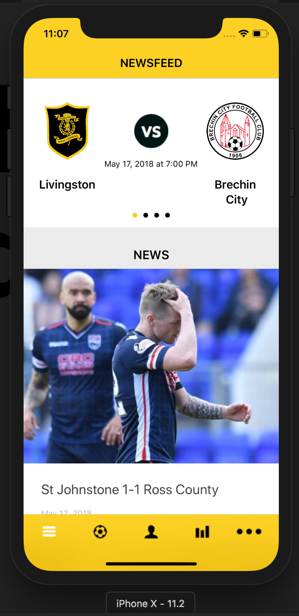 11:07
NEWSFEED
VS
BRECHIN CITY FOOTBALL CLUB
1906
May 17, 2018 at 7:00 PM
Livingston
Brechin
City
NEWS
St Johnstone 1-1 Ross County
May 12, 2018
iPhone X - 11.2